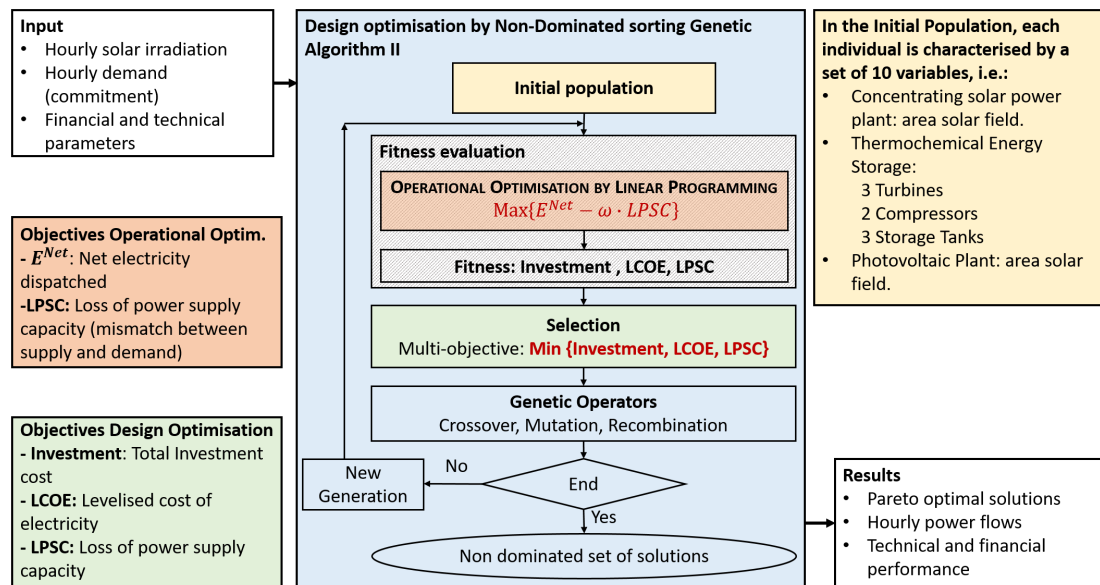 Input
• Hourly solar irradiation
• Hourly demand
(commitment)
• Financial and technical
parameters
Objectives Operational Optim.
- E^Net: Net electricity
dispatched
-LPSC: Loss of power supply
capacity (mismatch between
supply and demand)
Objectives Design Optimisation
- Investment: Total Investment
cost
- LCOE: Levelised cost of
electricity
- LPSC: Loss of power supply
capacity
Design optimisation by Non-Dominated sorting Genetic
Algorithm II
Initial population
Fitness evaluation
OPERATIONAL OPTIMISATION BY LINEAR PROGRAMMING
Max{E^Net − ω · LPSC}
Fitness: Investment , LCOE, LPSC
Selection
Multi-objective: Min {Investment, LCOE, LPSC}
Genetic Operators
Crossover, Mutation, Recombination
No
New
Generation
End
Yes
Non dominated set of solutions
In the Initial Population, each
individual is characterised by a
set of 10 variables, i.e.:
• Concentrating solar power
plant: area solar field.
• Thermochemical Energy
Storage:
3 Turbines
2 Compressors
3 Storage Tanks
• Photovoltaic Plant: area solar
field.
Results
• Pareto optimal solutions
• Hourly power flows
• Technical and financial
performance